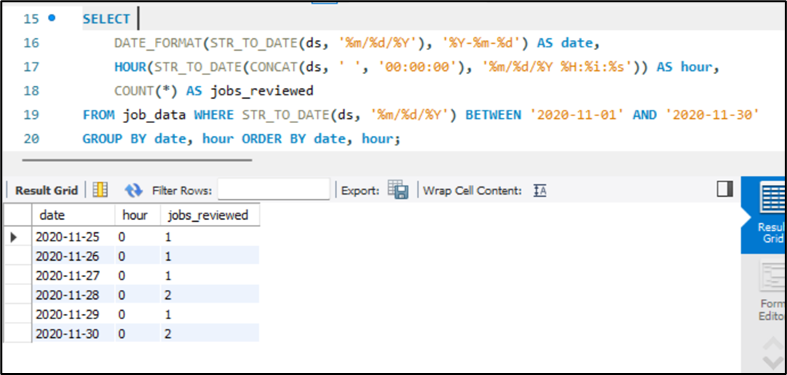 15 SELECT
16 DATE_FORMAT(STR_TO_DATE(ds, '%m/%d/%Y'), '%Y-%m-%d') AS date,
17 HOUR(STR_TO_DATE(CONCAT(ds, ' ', '00:00:00'), '%m/%d/%Y %H:%i:%s')) AS hour,
18 COUNT(*) AS jobs_reviewed
19 FROM job_data WHERE STR_TO_DATE(ds, '%m/%d/%Y') BETWEEN '2020-11-01' AND '2020-11-30'
20 GROUP BY date, hour ORDER BY date, hour;
Result Grid Filter Rows: Export: Wrap Cell Content:
date hour jobs_reviewed
2020-11-25 0 1
2020-11-26 0 1
2020-11-27 0 1
2020-11-28 0 2
2020-11-29 0 1
2020-11-30 0 2
Resul
Grid
Form
Editor